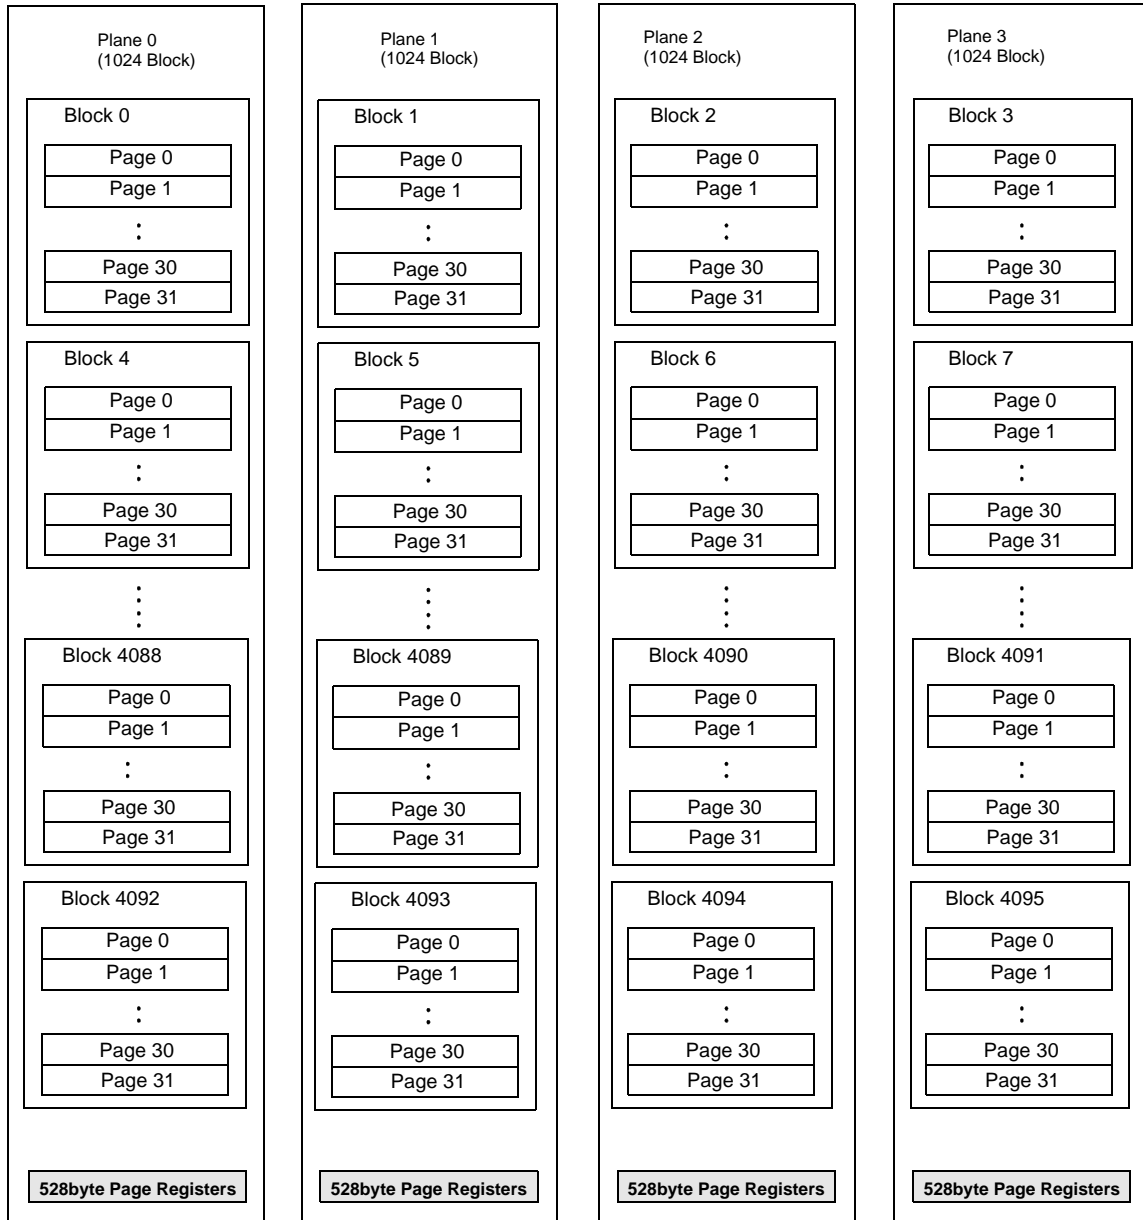 Plane 0
(1024 Block)
Block 0
Page 0
Page 1
Page 30
Page 31
Block 4
Page 0
Page 1
Page 30
Page 31
Block 4088
Page 0
Page 1
Page 30
Page 31
Block 4092
Page 0
Page 1
Page 30
Page 31
528byte Page Registers
Plane 1
(1024 Block)
Block 1
Page 0
Page 1
Page 30
Page 31
Block 5
Page 0
Page 1
Page 30
Page 31
Block 4089
Page 0
Page 1
Page 30
Page 31
Block 4093
Page 0
Page 1
Page 30
Page 31
528byte Page Registers
Plane 2
(1024 Block)
Block 2
Page 0
Page 1
Page 30
Page 31
Block 6
Page 0
Page 1
Page 30
Page 31
Block 4090
Page 0
Page 1
Page 30
Page 31
Block 4094
Page 0
Page 1
Page 30
Page 31
528byte Page Registers
Plane 3
(1024 Block)
Block 3
Page 0
Page 1
Page 30
Page 31
Block 7
Page 0
Page 1
Page 30
Page 31
Block 4091
Page 0
Page 1
Page 30
Page 31
Block 4095
Page 0
Page 1
Page 30
Page 31
528byte Page Registers